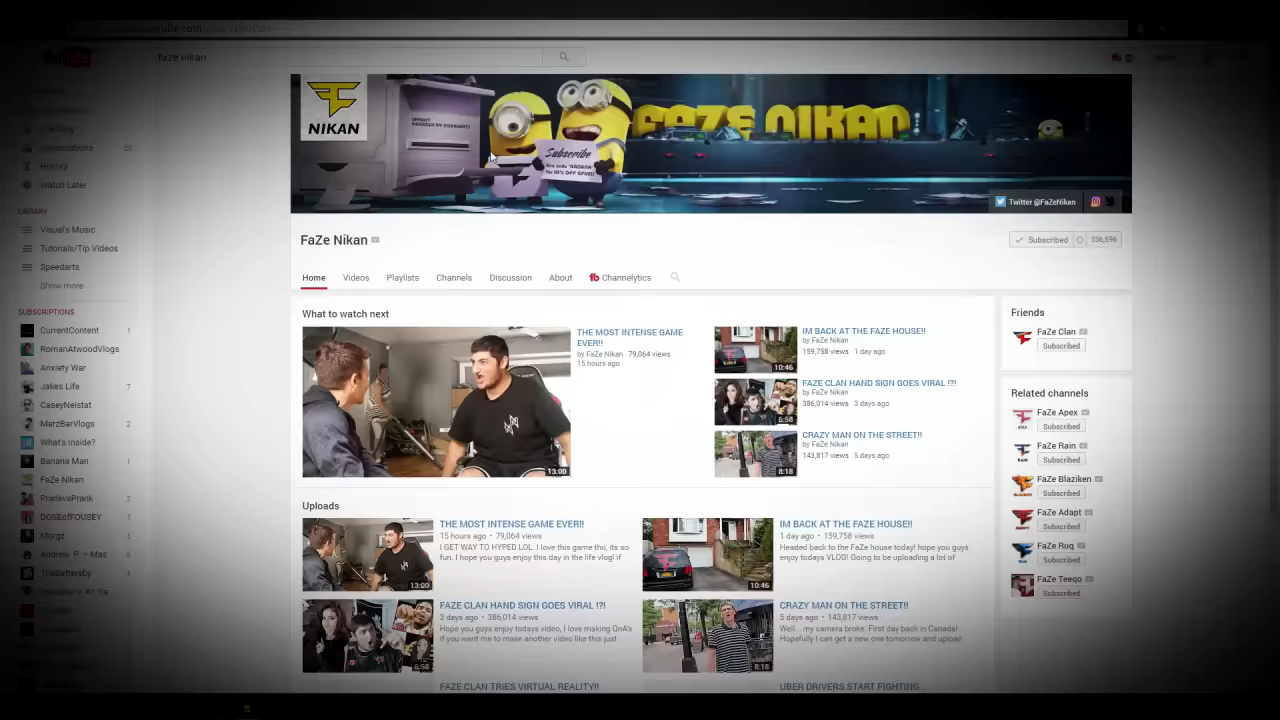 faze nikan
Subscriptions 25
History
Watch Later
LIBRARY
Visual's Music
Tutorials/Tip Videos
Speedarts
Show more
SUBSCRIPTIONS
CurrentContent 1
RomanAtwoodVlogs
Anxiety War
Jakes Life 7
CaseyNeistat
MarzBarVlogs 2
What's Inside?
Banana Man 1
FaZe Nikan
PrankvsPrank 2
DOSEofFOUSEY 7
Morgz
NIKAN
Subscribe
FAZE NIKAN
Twitter @FaZeNikan
FaZe Nikan
Subscribed 336,596
Home Videos Playlists Channels Discussion About Channelytics
What to watch next
13:00
THE MOST INTENSE GAME
EVER!!
by FaZe Nikan 79,064 views
15 hours ago
10:46
IM BACK AT THE FAZE HOUSE!!
by FaZe Nikan
159,758 views 1 day ago
6:58
FAZE CLAN HAND SIGN GOES VIRAL !?!
by FaZe Nikan
386,014 views 3 days ago
8:18
CRAZY MAN ON THE STREET!!
by FaZe Nikan
143,817 views 5 days ago
Uploads
13:00
THE MOST INTENSE GAME EVER!!
15 hours ago • 79,064 views
I GET WAY TO HYPED LOL. I love this game tho, its so
fun. I hope you guys enjoy this day in the life vlog! if
10:46
IM BACK AT THE FAZE HOUSE!!
1 day ago • 159,758 views
Headed back to the FaZe house today! hope you guys
enjoy todays VLOG! Going to be uploading a lot of
6:58
FAZE CLAN HAND SIGN GOES VIRAL !?!
3 days ago • 386,014 views
Hope you guys enjoy todays video, I love making QnA's
if you want me to make another video like this just
8:18
CRAZY MAN ON THE STREET!!
5 days ago • 143,817 views
Well... my camera broke. First day back in Canada!
Hopefully I can get a new one tomorrow and upload
FAZE CLAN TRIES VIRTUAL REALITY!!
UBER DRIVERS START FIGHTING...
Friends
FaZe Clan
Subscribed
Related channels
FaZe Apex
Subscribed
FaZe Rain
Subscribed
FaZe Blaziken
Subscribed
FaZe Adapt
Subscribed
FaZe Rug
Subscribed
FaZe Teeqo
Subscribed